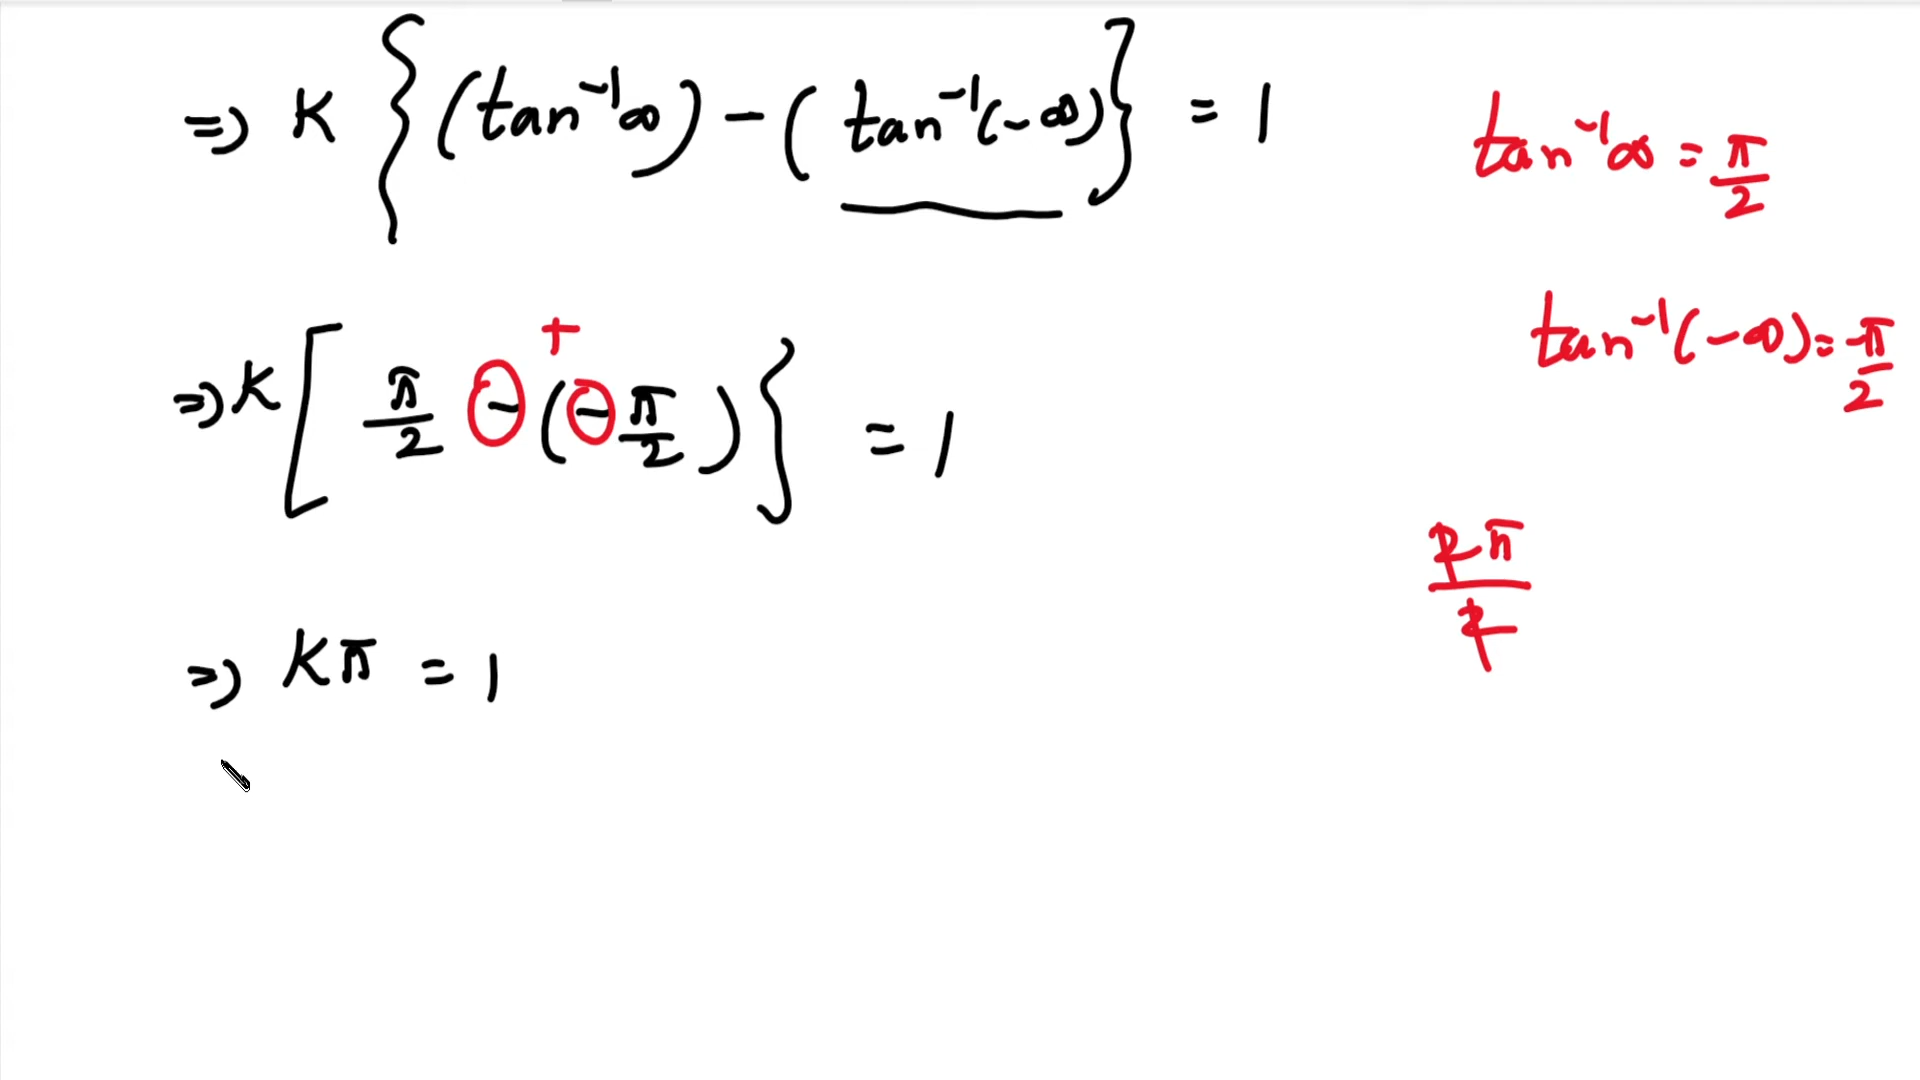 => K {(tan⁻¹∞) - (tan⁻¹(-∞)} = 1
tan⁻¹∞ = π/2
tan⁻¹(-∞) = -π/2
+
=> K [π/2 - (-π/2)} = 1
2π/2
=> Kπ = 1